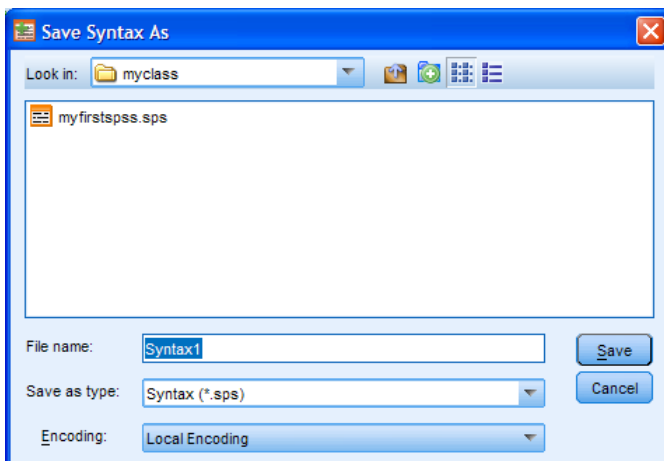 Save Syntax As
Look in: myclass
myfirstspss.sps
File name: Syntax1
Save
Save as type: Syntax (*.sps)
Cancel
Encoding: Local Encoding